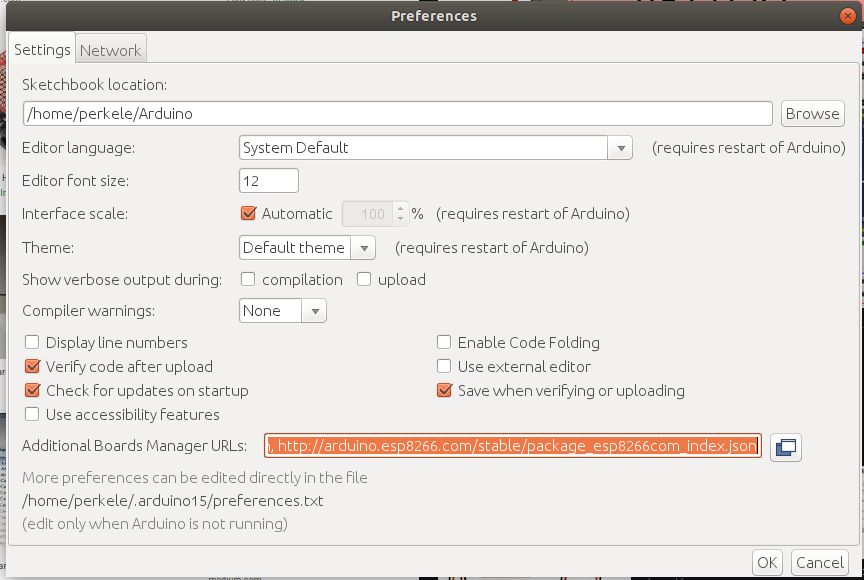 Preferences
Settings Network
Sketchbook location:
/home/perkele/Arduino Browse
Editor language: System Default (requires restart of Arduino)
Editor font size: 12
Interface scale: Automatic 100 % (requires restart of Arduino)
Theme: Default theme (requires restart of Arduino)
Show verbose output during: compilation upload
Compiler warnings: None
Display line numbers Enable Code Folding
Verify code after upload Use external editor
Check for updates on startup Save when verifying or uploading
Use accessibility features
Additional Boards Manager URLs: , http://arduino.esp8266.com/stable/package_esp8266com_index.json
More preferences can be edited directly in the file
/home/perkele/.arduino15/preferences.txt
(edit only when Arduino is not running)
OK Cancel